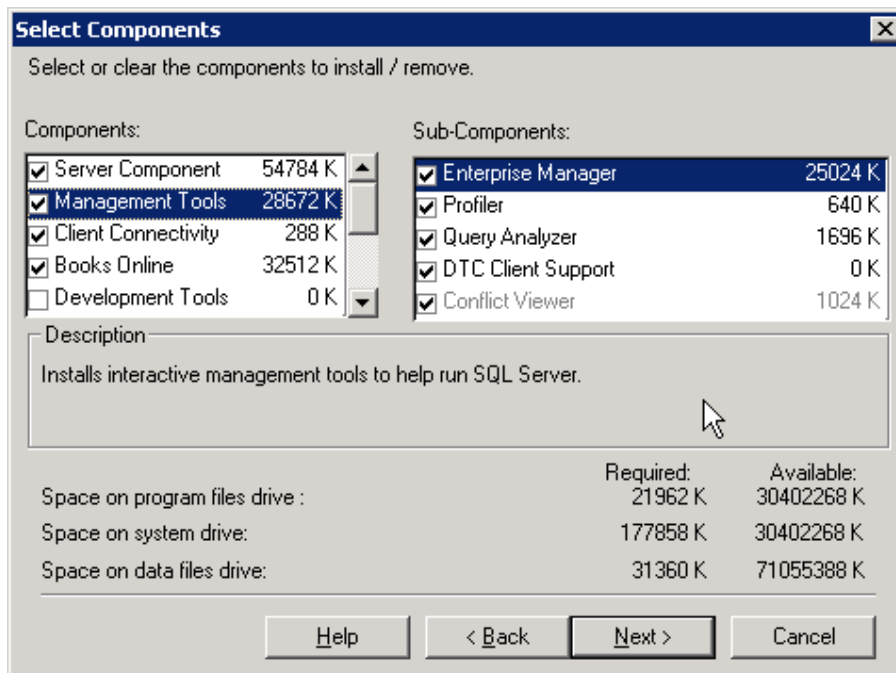 Select Components
Select or clear the components to install / remove.
Components:
Server Component 54784 K
Management Tools 28672 K
Client Connectivity 288 K
Books Online 32512 K
Development Tools 0 K
Sub-Components:
Enterprise Manager 25024 K
Profiler 640 K
Query Analyzer 1696 K
DTC Client Support 0 K
Conflict Viewer 1024 K
Description
Installs interactive management tools to help run SQL Server.
Required: Available:
Space on program files drive : 21962 K 30402268 K
Space on system drive: 177858 K 30402268 K
Space on data files drive: 31360 K 71055388 K
Help < Back Next > Cancel